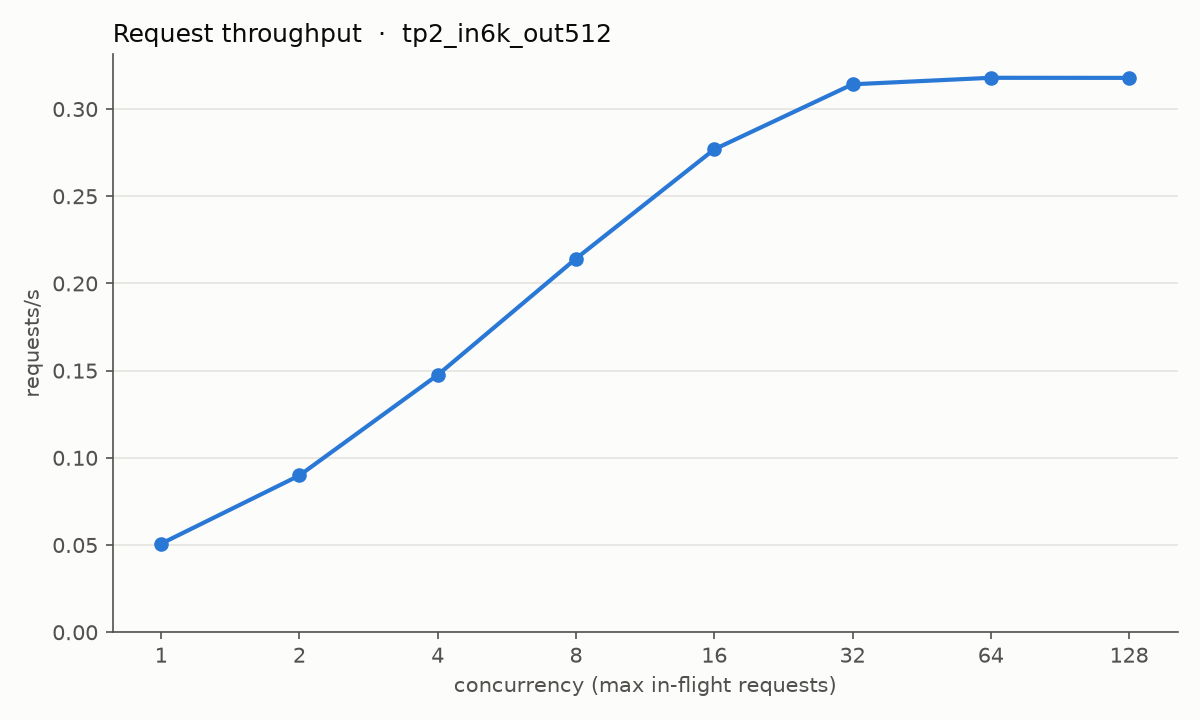 Request throughput · tp2_in6k_out512
requests/s
0.30
0.25
0.20
0.15
0.10
0.05
0.00
1 2 4 8 16 32 64 128
concurrency (max in-flight requests)